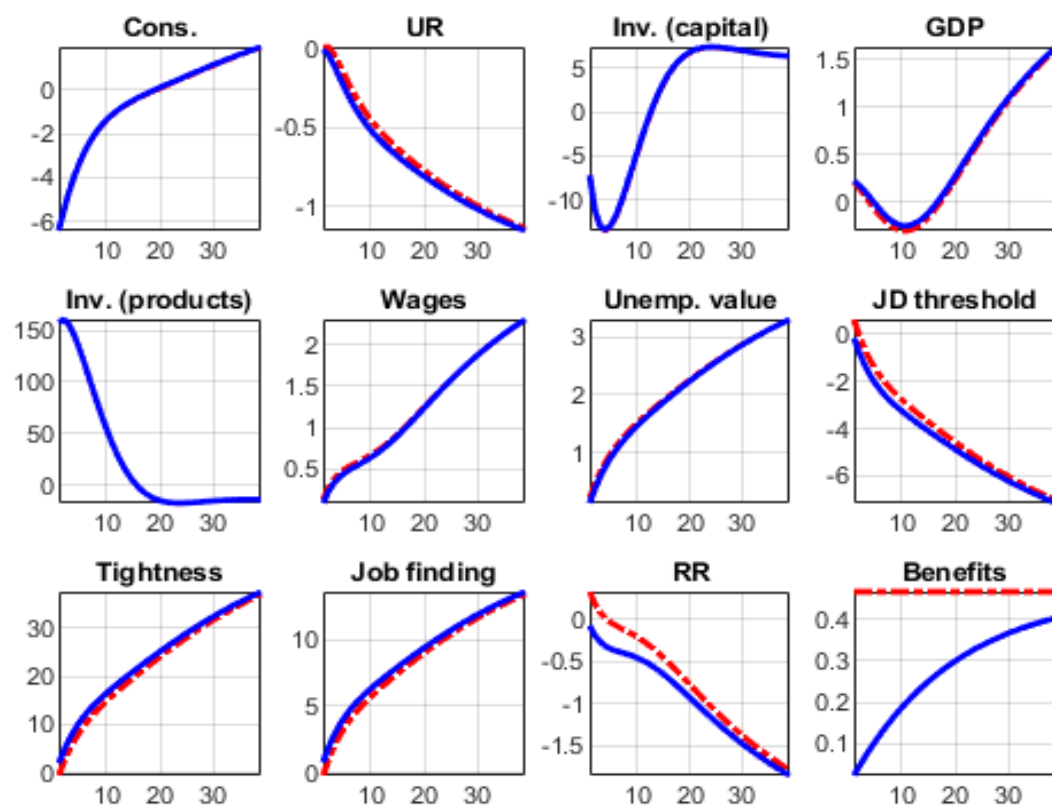 Cons.
0
-2
-4
-6
10 20 30
UR
0
-0.5
-1
10 20 30
Inv. (capital)
5
0
-5
-10
10 20 30
GDP
1.5
1
0.5
0
10 20 30
Inv. (products)
150
100
50
0
10 20 30
Wages
2
1.5
1
0.5
10 20 30
Unemp. value
3
2
1
10 20 30
JD threshold
0
-2
-4
-6
10 20 30
Tightness
30
20
10
0
10 20 30
Job finding
10
5
0
10 20 30
RR
0
-0.5
-1
-1.5
10 20 30
Benefits
0.4
0.3
0.2
0.1
10 20 30